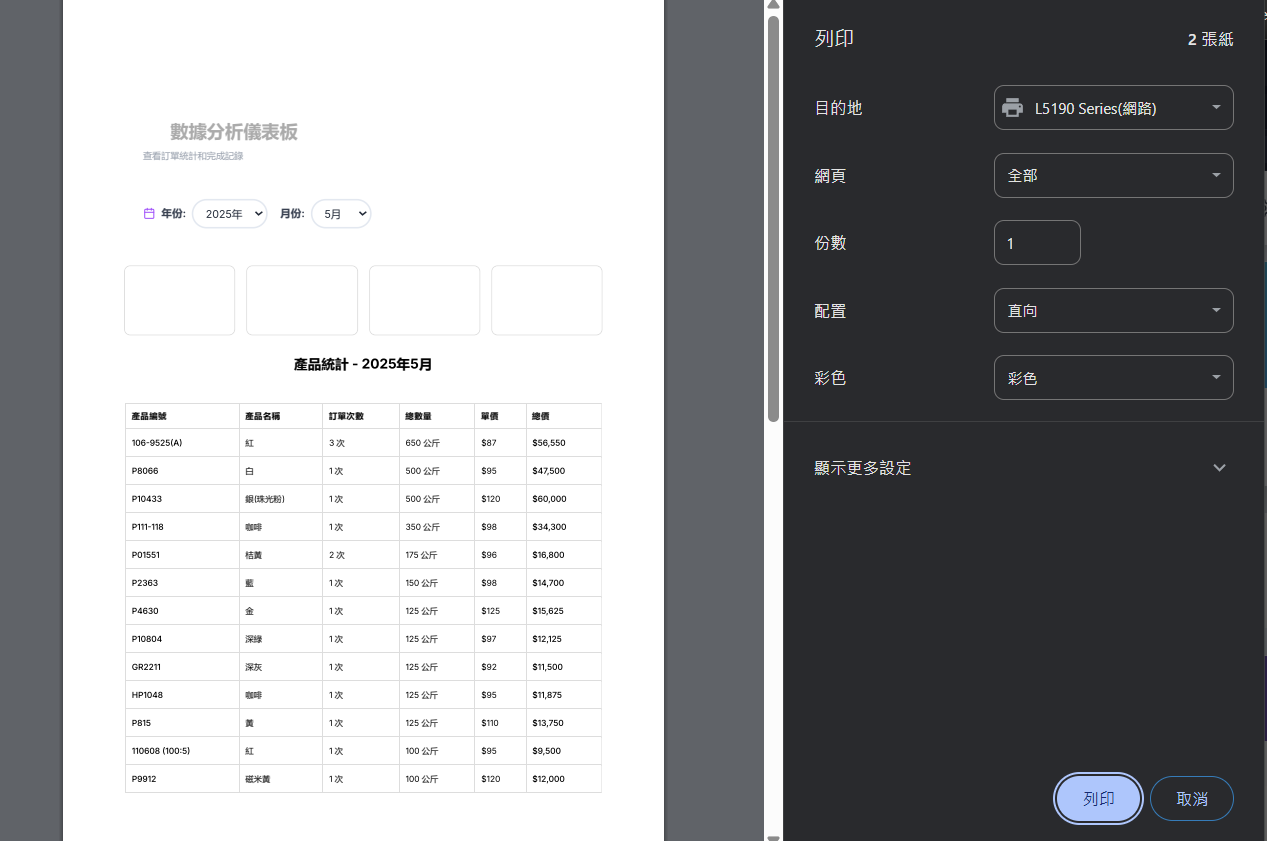 數據分析儀表板
查看訂單統計和完成記錄
年份: 2025年 月份: 5月
產品統計 - 2025年5月
產品編號 產品名稱 訂單次數 總數量 單價 總價
106-9525(A) 紅 3 次 650 公斤 $87 $56,550
P8066 白 1 次 500 公斤 $95 $47,500
P10433 銀(珠光粉) 1 次 500 公斤 $120 $60,000
P111-118 咖啡 1 次 350 公斤 $98 $34,300
P01551 桔黃 2 次 175 公斤 $96 $16,800
P2363 藍 1 次 150 公斤 $98 $14,700
P4630 金 1 次 125 公斤 $125 $15,625
P10804 深綠 1 次 125 公斤 $97 $12,125
GR2211 深灰 1 次 125 公斤 $92 $11,500
HP1048 咖啡 1 次 125 公斤 $95 $11,875
P815 黃 1 次 125 公斤 $110 $13,750
110608 (100:5) 紅 1 次 100 公斤 $95 $9,500
P9912 磁米黃 1 次 100 公斤 $120 $12,000
列印 2 張紙
目的地 L5190 Series(網路)
網頁 全部
份數 1
配置 直向
彩色 彩色
顯示更多設定
列印 取消